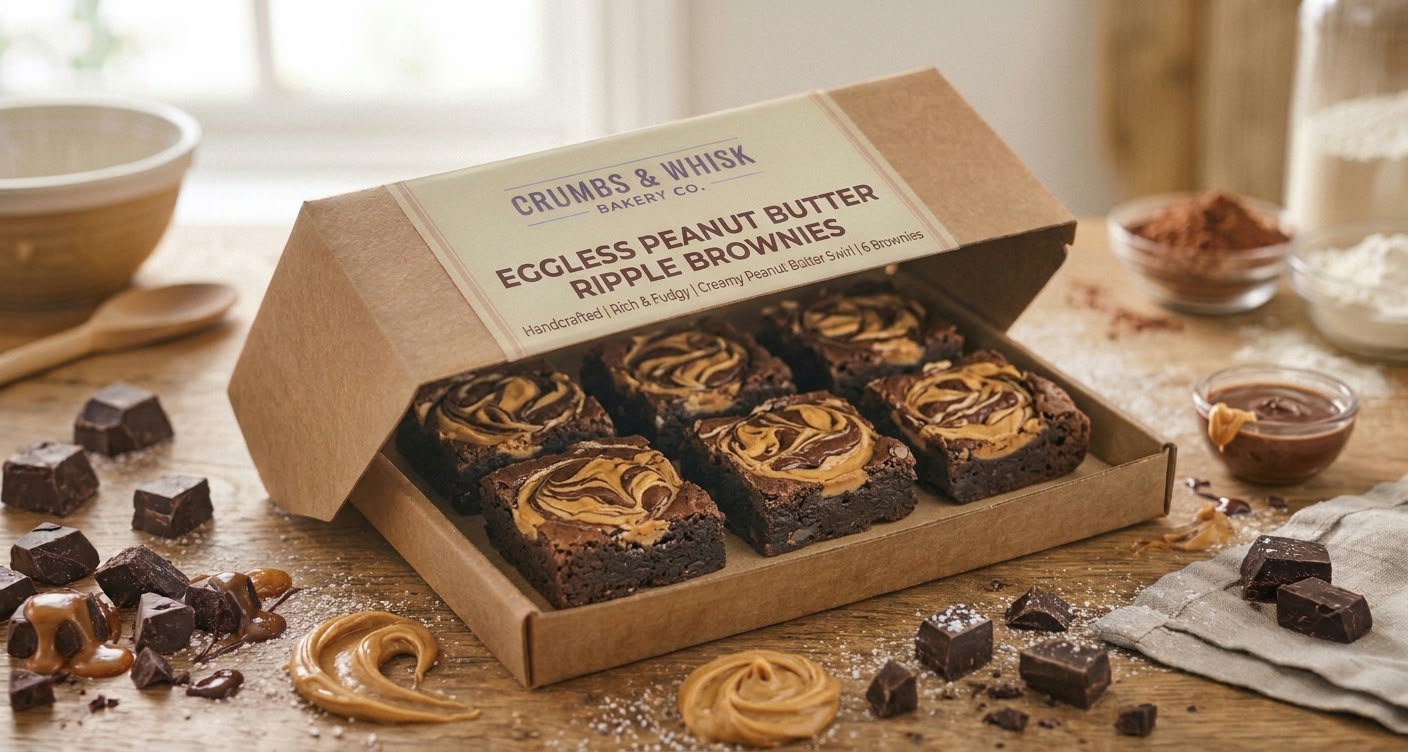 CRUMBS & WHISK
BAKERY CO.
EGGLESS PEANUT BUTTER
RIPPLE BROWNIES
Handcrafted | Rich & Fudgy | Creamy Peanut Butter Swirl | 6 Brownies